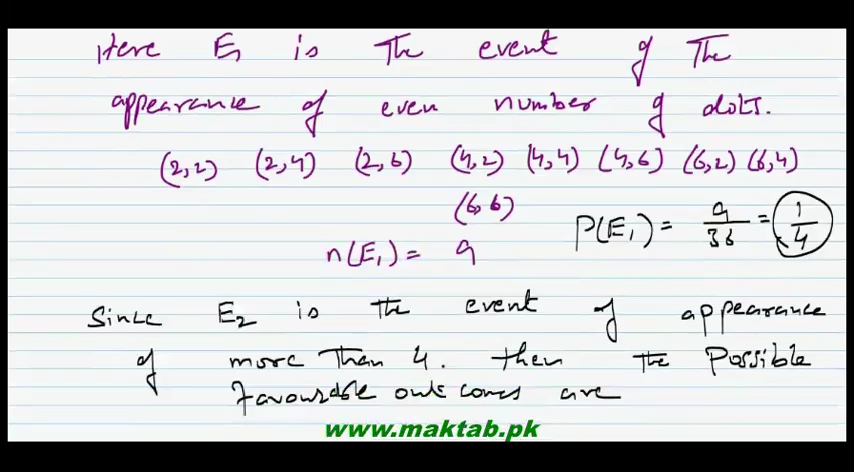 Here E1 is the event of the
appearance of even number of dots.
(2,2) (2,4) (2,6) (4,2) (4,4) (4,6) (6,2) (6,4)
(6,6)
n(E1) = 9
P(E1) = 9/36 = 1/4
Since E2 is the event of appearance
of more than 4. then the Possible
favourable outcomes are
www.maktab.pk